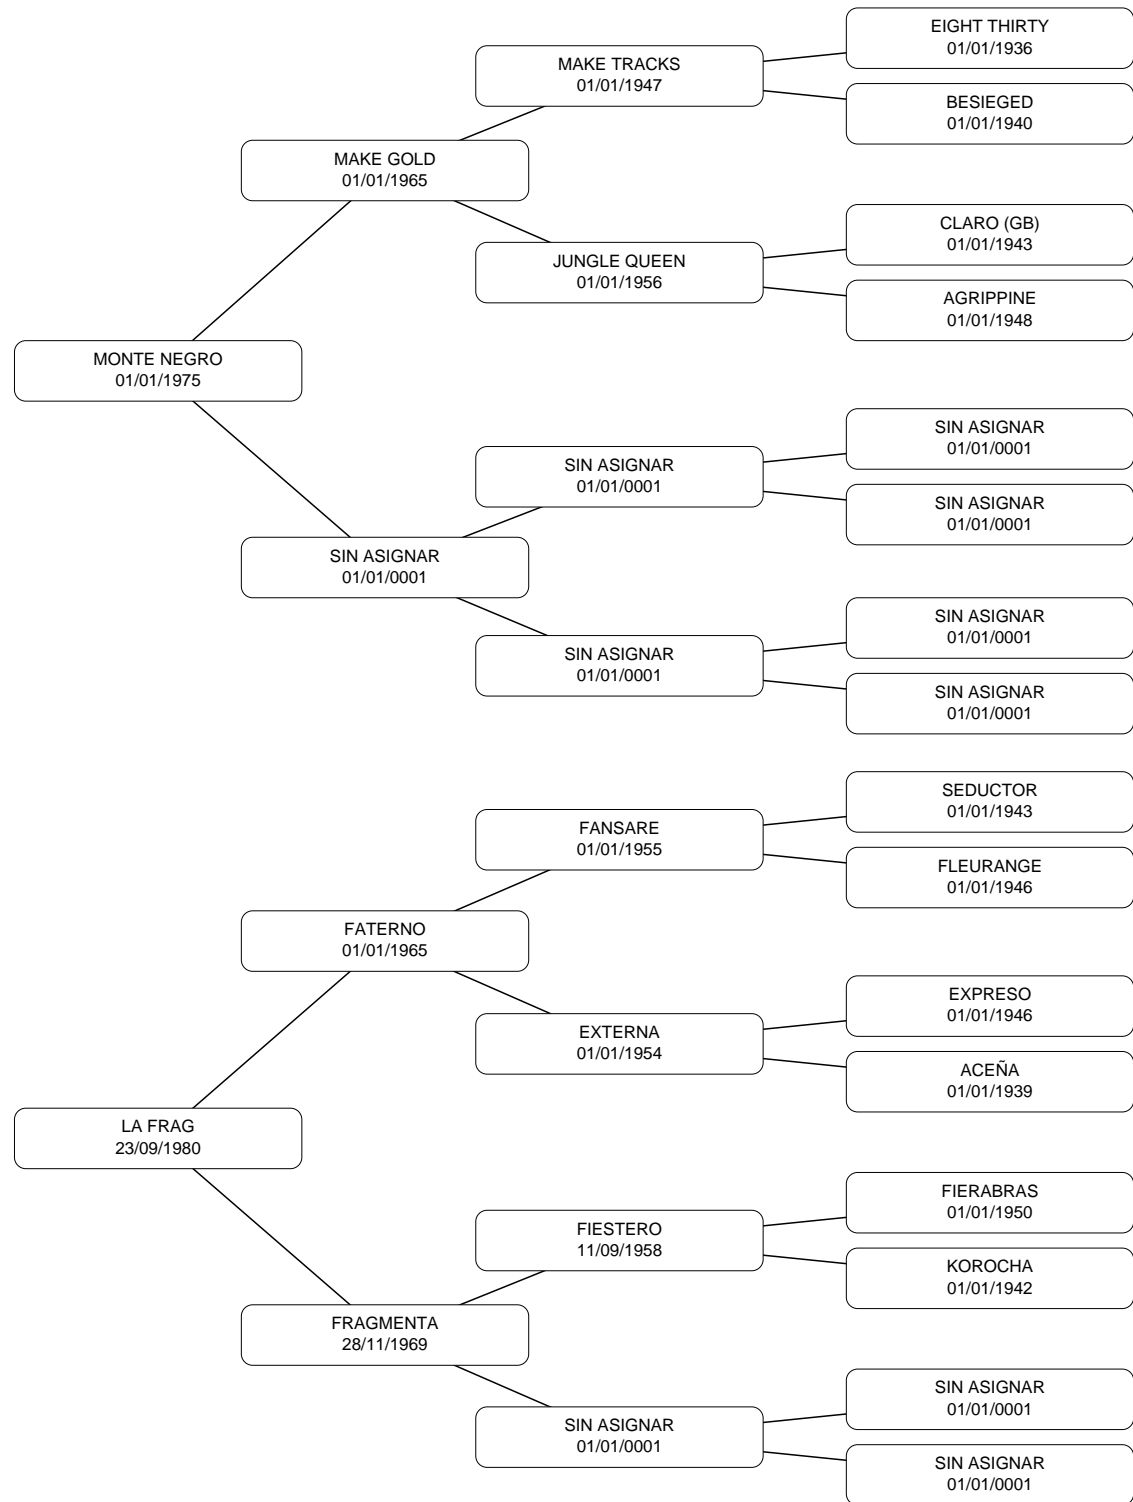 EIGHT THIRTY
01/01/1936
MAKE TRACKS
01/01/1947
BESIEGED
01/01/1940
MAKE GOLD
01/01/1965
CLARO (GB)
01/01/1943
JUNGLE QUEEN
01/01/1956
AGRIPPINE
01/01/1948
MONTE NEGRO
01/01/1975
SIN ASIGNAR
01/01/0001
SIN ASIGNAR
01/01/0001
SIN ASIGNAR
01/01/0001
SIN ASIGNAR
01/01/0001
SIN ASIGNAR
01/01/0001
SIN ASIGNAR
01/01/0001
SIN ASIGNAR
01/01/0001
SEDUCTOR
01/01/1943
FANSARE
01/01/1955
FLEURANGE
01/01/1946
FATERNO
01/01/1965
EXPRESO
01/01/1946
EXTERNA
01/01/1954
ACEÑA
01/01/1939
LA FRAG
23/09/1980
FIERABRAS
01/01/1950
FIESTERO
11/09/1958
KOROCHA
01/01/1942
FRAGMENTA
28/11/1969
SIN ASIGNAR
01/01/0001
SIN ASIGNAR
01/01/0001
SIN ASIGNAR
01/01/0001